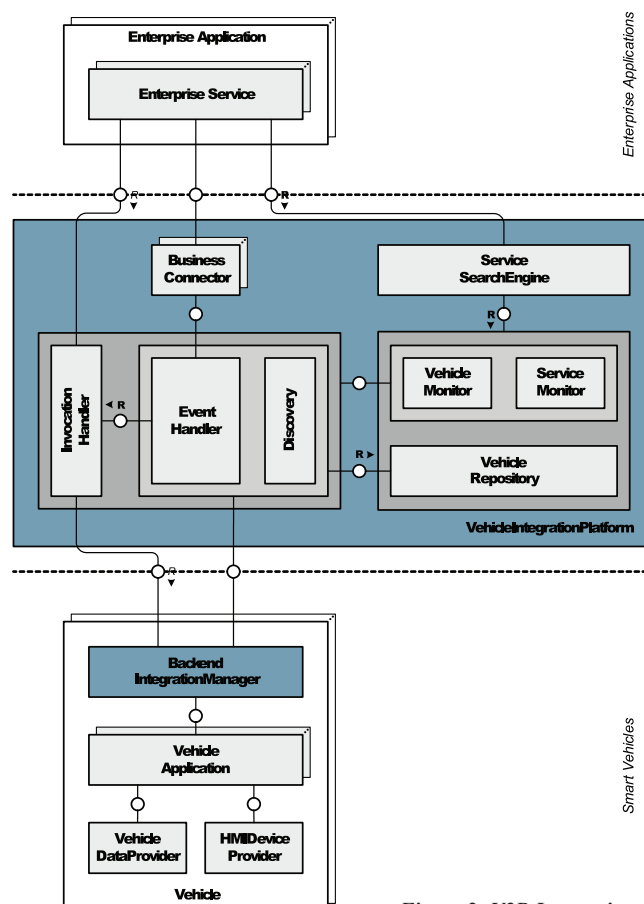 Enterprise Application
Enterprise Service
Enterprise Applications
R
R
Business
Connector
Service
SearchEngine
R
Invocation
Handler
R
Event
Handler
Discovery
Vehicle
Monitor
Service
Monitor
R
Vehicle
Repository
VehicleIntegrationPlatform
R
Backend
IntegrationManager
Vehicle
Application
Smart Vehicles
Vehicle
DataProvider
HMIDevice
Provider
Vehicle